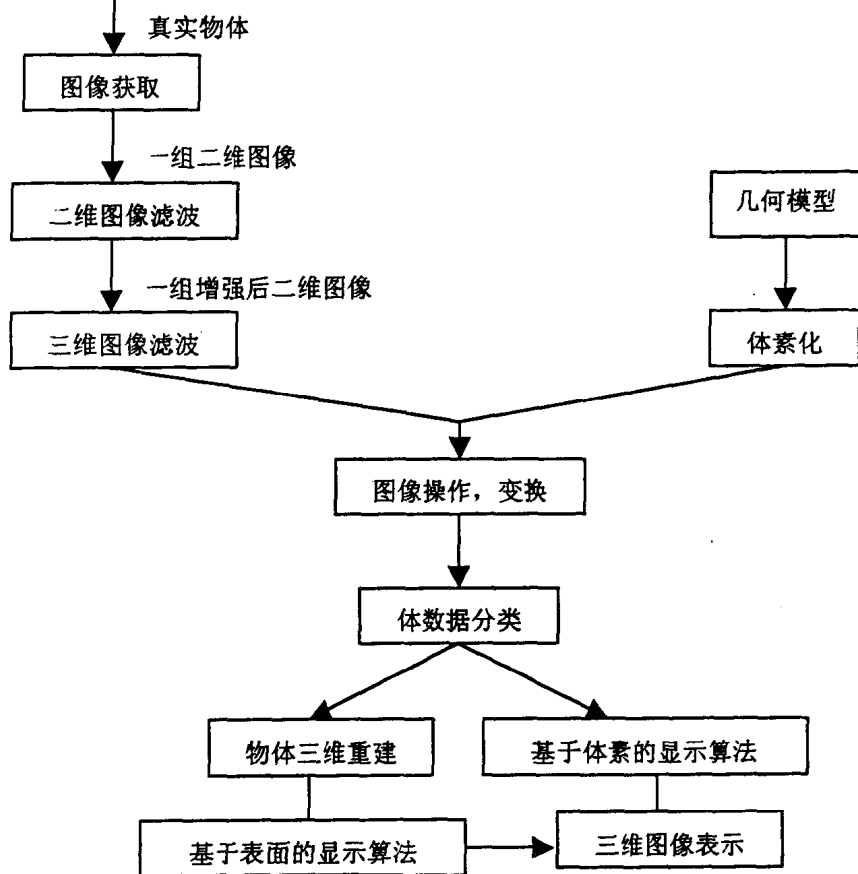 真实物体
图像获取
一组二维图像
二维图像滤波
几何模型
一组增强后二维图像
三维图像滤波
体素化
图像操作，变换
体数据分类
物体三维重建
基于体素的显示算法
基于表面的显示算法
三维图像表示